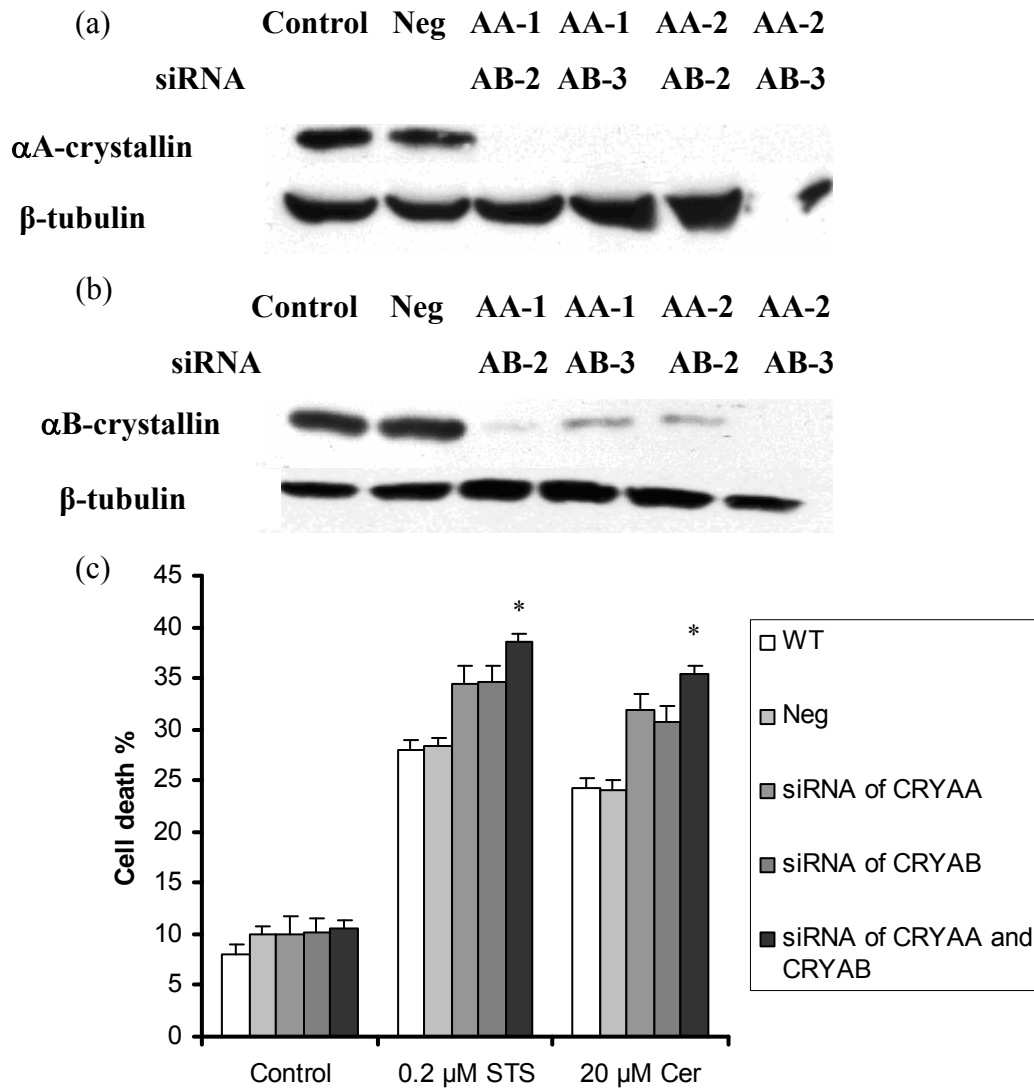 (a)
Control Neg AA-1 AA-1 AA-2 AA-2
siRNA AB-2 AB-3 AB-2 AB-3
αA-crystallin
β-tubulin
(b)
Control Neg AA-1 AA-1 AA-2 AA-2
siRNA AB-2 AB-3 AB-2 AB-3
αB-crystallin
β-tubulin
(c)
Cell death %
45
40
35
30
25
20
15
10
5
0
* *
Control 0.2 µM STS 20 µM Cer
WT
Neg
siRNA of CRYAA
siRNA of CRYAB
siRNA of CRYAA and
CRYAB